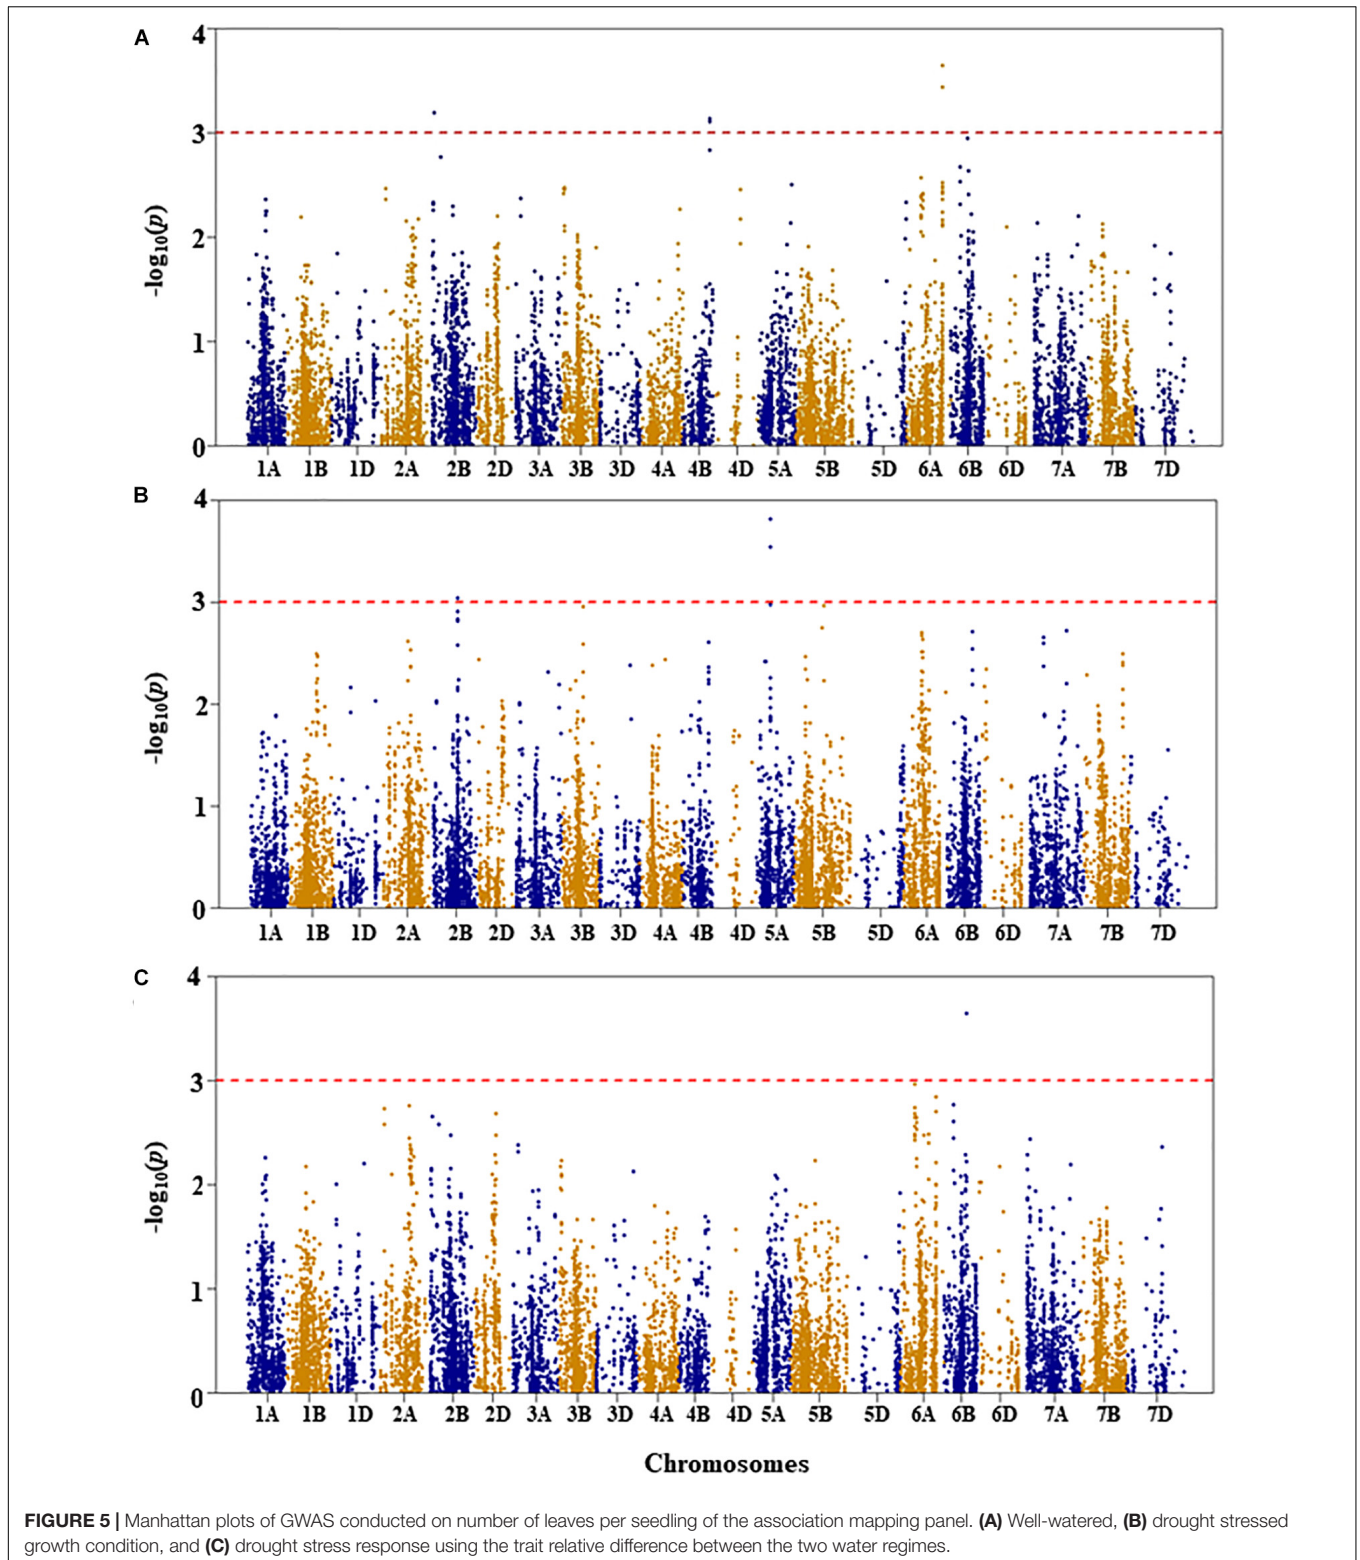 A
4
3
2
1
0
-log10(p)
1A 1B 1D 2A 2B 2D 3A 3B 3D 4A 4B 4D 5A 5B 5D 6A 6B 6D 7A 7B 7D
B
4
3
2
1
0
-log10(p)
1A 1B 1D 2A 2B 2D 3A 3B 3D 4A 4B 4D 5A 5B 5D 6A 6B 6D 7A 7B 7D
C
4
3
2
1
0
-log10(p)
1A 1B 1D 2A 2B 2D 3A 3B 3D 4A 4B 4D 5A 5B 5D 6A 6B 6D 7A 7B 7D
Chromosomes
FIGURE 5 | Manhattan plots of GWAS conducted on number of leaves per seedling of the association mapping panel. (A) Well-watered, (B) drought stressed
growth condition, and (C) drought stress response using the trait relative difference between the two water regimes.